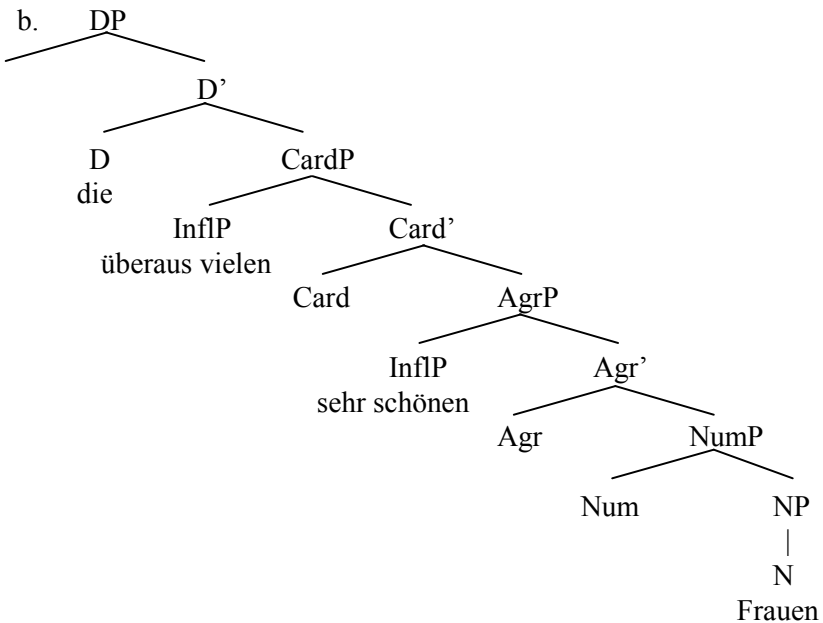 b. DP
D’
D CardP
die
InflP Card’
überaus vielen
Card AgrP
InflP Agr’
sehr schönen
Agr NumP
Num NP
|
N
Frauen